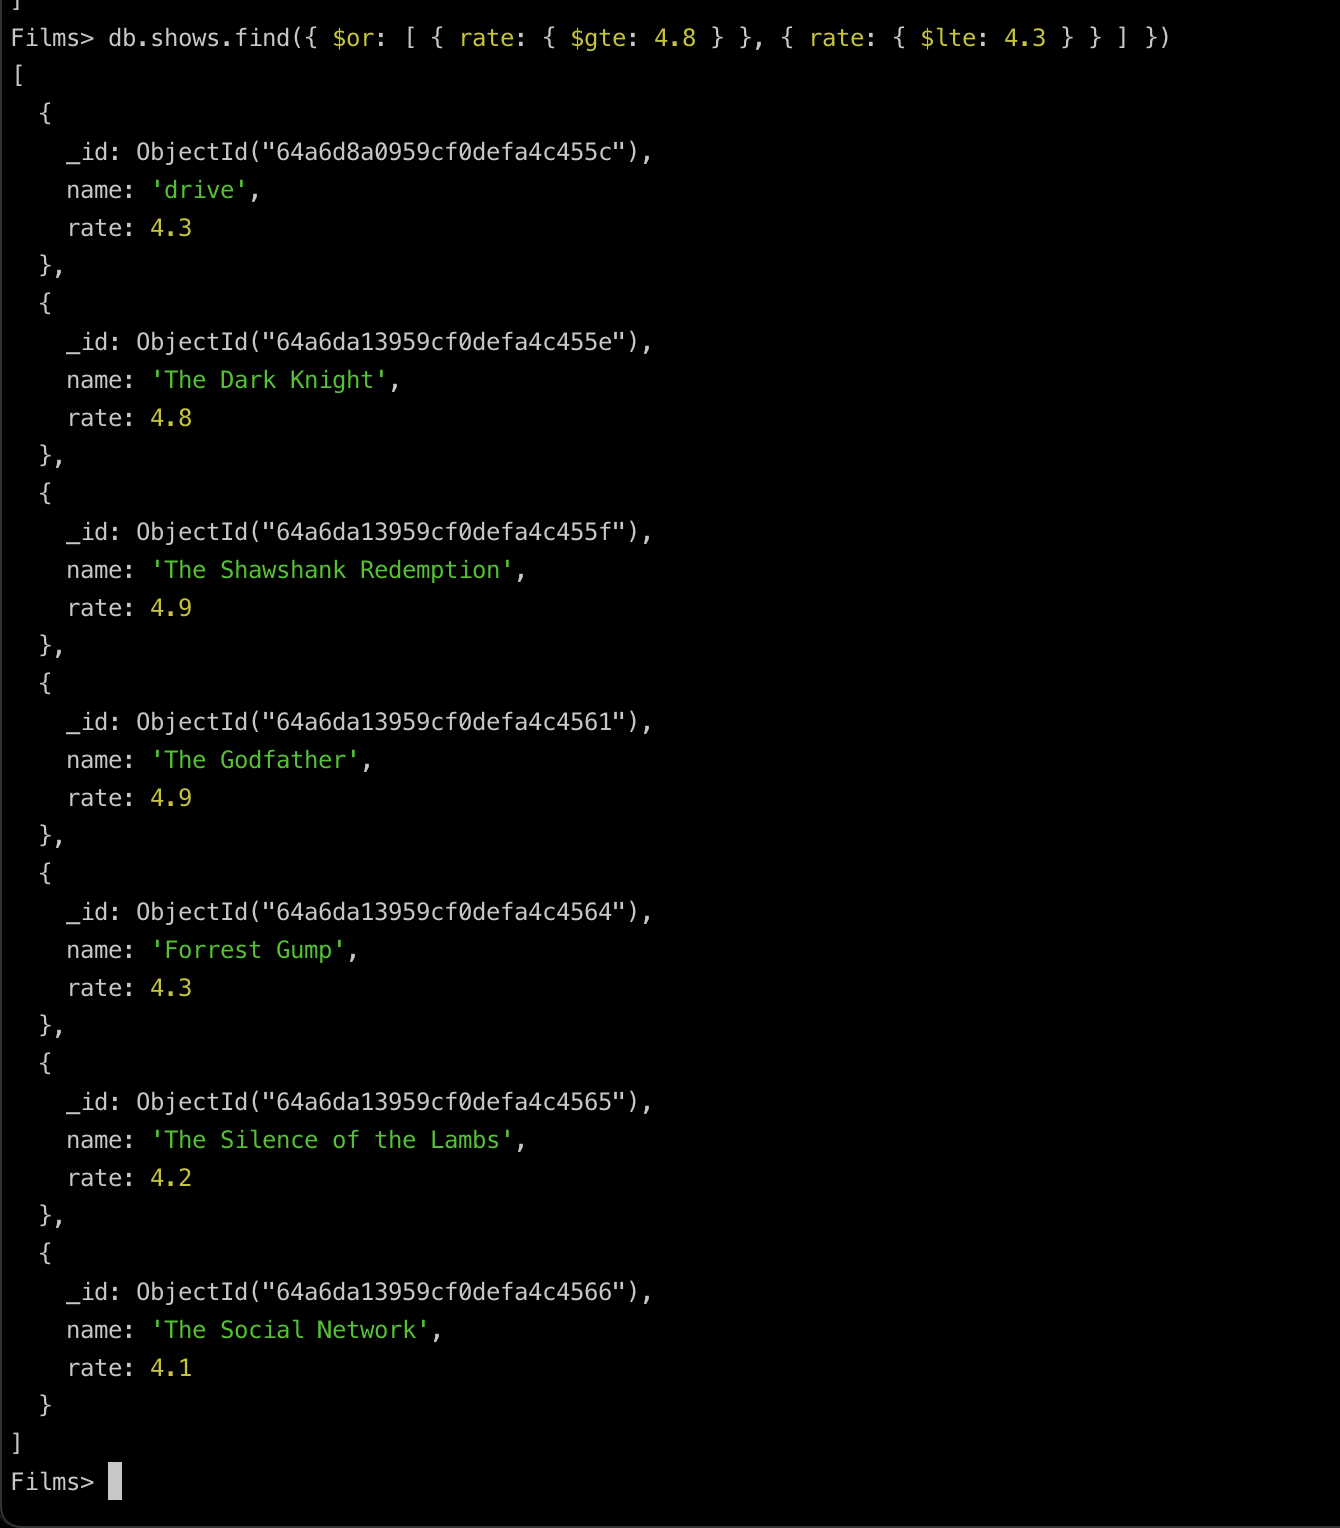 ]
Films> db.shows.find({ $or: [ { rate: { $gte: 4.8 } }, { rate: { $lte: 4.3 } } ] })
[
  {
    _id: ObjectId("64a6d8a0959cf0defa4c455c"),
    name: 'drive',
    rate: 4.3
  },
  {
    _id: ObjectId("64a6da13959cf0defa4c455e"),
    name: 'The Dark Knight',
    rate: 4.8
  },
  {
    _id: ObjectId("64a6da13959cf0defa4c455f"),
    name: 'The Shawshank Redemption',
    rate: 4.9
  },
  {
    _id: ObjectId("64a6da13959cf0defa4c4561"),
    name: 'The Godfather',
    rate: 4.9
  },
  {
    _id: ObjectId("64a6da13959cf0defa4c4564"),
    name: 'Forrest Gump',
    rate: 4.3
  },
  {
    _id: ObjectId("64a6da13959cf0defa4c4565"),
    name: 'The Silence of the Lambs',
    rate: 4.2
  },
  {
    _id: ObjectId("64a6da13959cf0defa4c4566"),
    name: 'The Social Network',
    rate: 4.1
  }
]
Films>